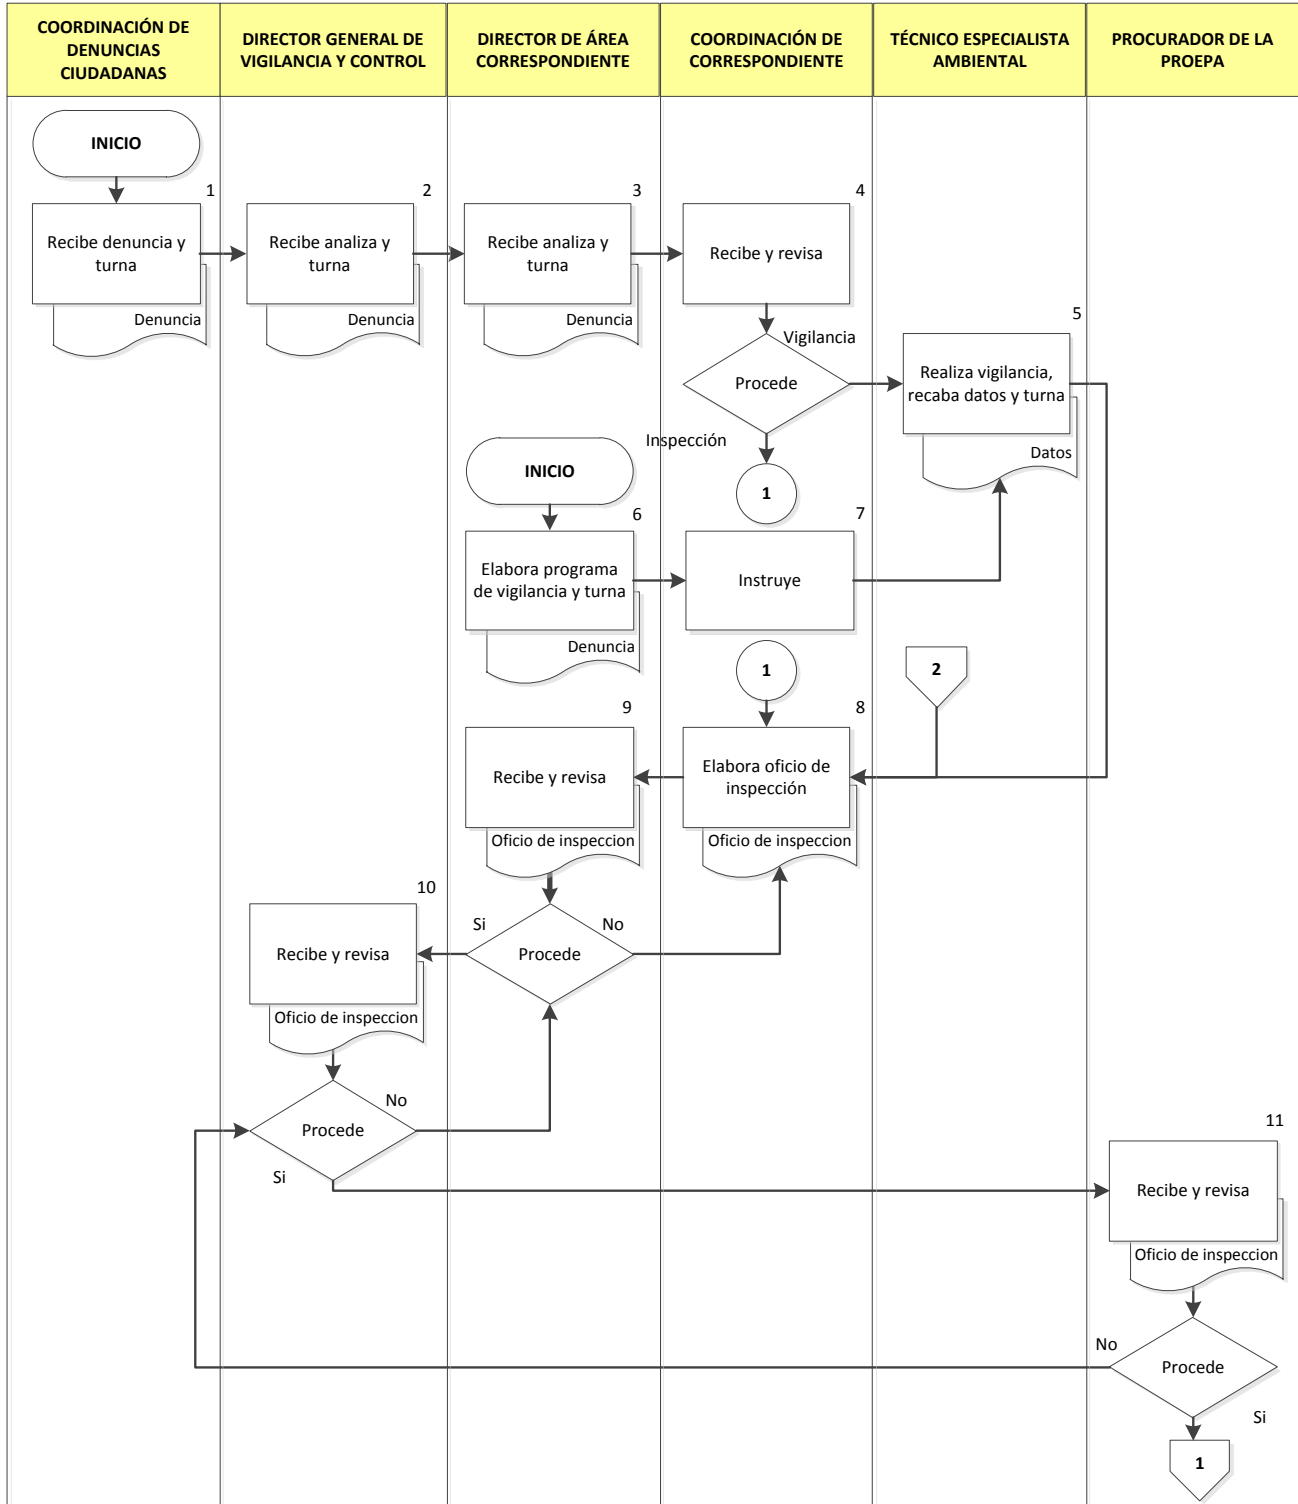 COORDINACIÓN DE
DENUNCIAS
CIUDADANAS
DIRECTOR GENERAL DE
VIGILANCIA Y CONTROL
DIRECTOR DE ÁREA
CORRESPONDIENTE
COORDINACIÓN DE
CORRESPONDIENTE
TÉCNICO ESPECIALISTA
AMBIENTAL
PROCURADOR DE LA
PROEPA
INICIO
1
Recibe denuncia y
turna
Denuncia
2
Recibe analiza y
turna
Denuncia
3
Recibe analiza y
turna
Denuncia
4
Recibe y revisa
Vigilancia
Procede
Inspección
1
5
Realiza vigilancia,
recaba datos y turna
Datos
INICIO
6
Elabora programa
de vigilancia y turna
Denuncia
7
Instruye
1
2
8
Elabora oficio de
inspección
Oficio de inspeccion
9
Recibe y revisa
Oficio de inspeccion
Si
No
Procede
10
Recibe y revisa
Oficio de inspeccion
No
Procede
Si
11
Recibe y revisa
Oficio de inspeccion
No
Procede
Si
1